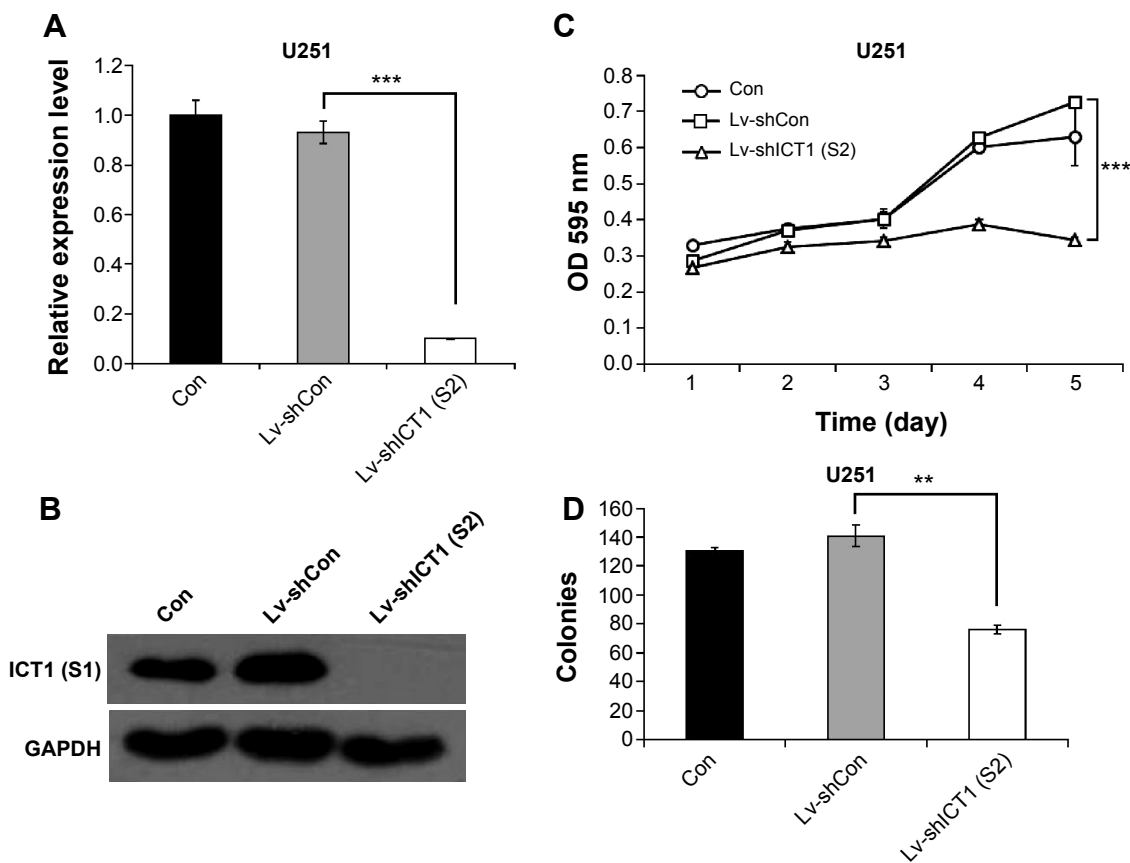 A
U251
Relative expression level
1.2
1.0
0.8
0.6
0.4
0.2
0.0
***
Con
Lv-shCon
Lv-shICT1 (S2)
B
Con
Lv-shCon
Lv-shICT1 (S2)
ICT1 (S1)
GAPDH
C
U251
OD 595 nm
0.8
0.7
0.6
0.5
0.4
0.3
0.2
0.1
0.0
Con
Lv-shCon
Lv-shICT1 (S2)
***
1 2 3 4 5
Time (day)
D
U251
**
Colonies
160
140
120
100
80
60
40
20
0
Con
Lv-shCon
Lv-shICT1 (S2)